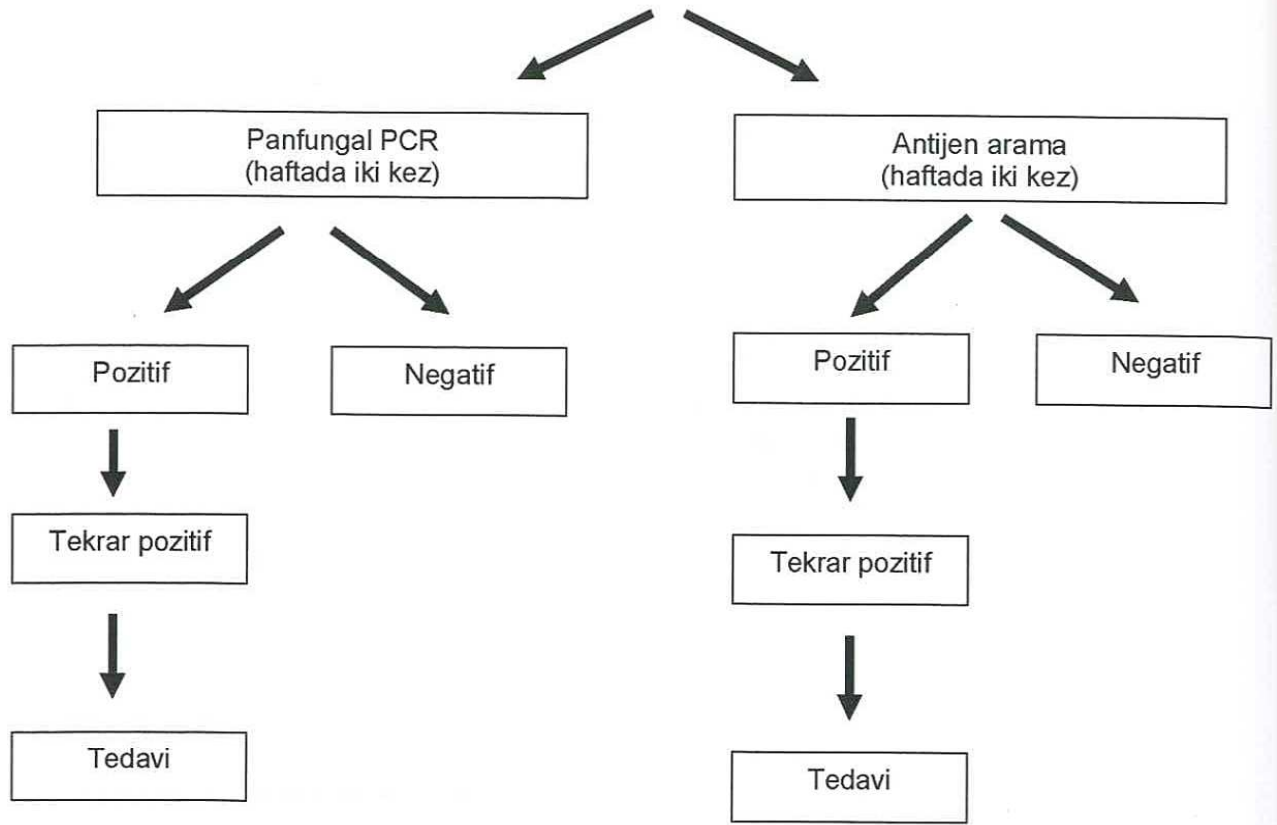 Panfungal PCR
(haftada iki kez)
Antijen arama
(haftada iki kez)
Pozitif
Negatif
Pozitif
Negatif
Tekrar pozitif
Tekrar pozitif
Tedavi
Tedavi